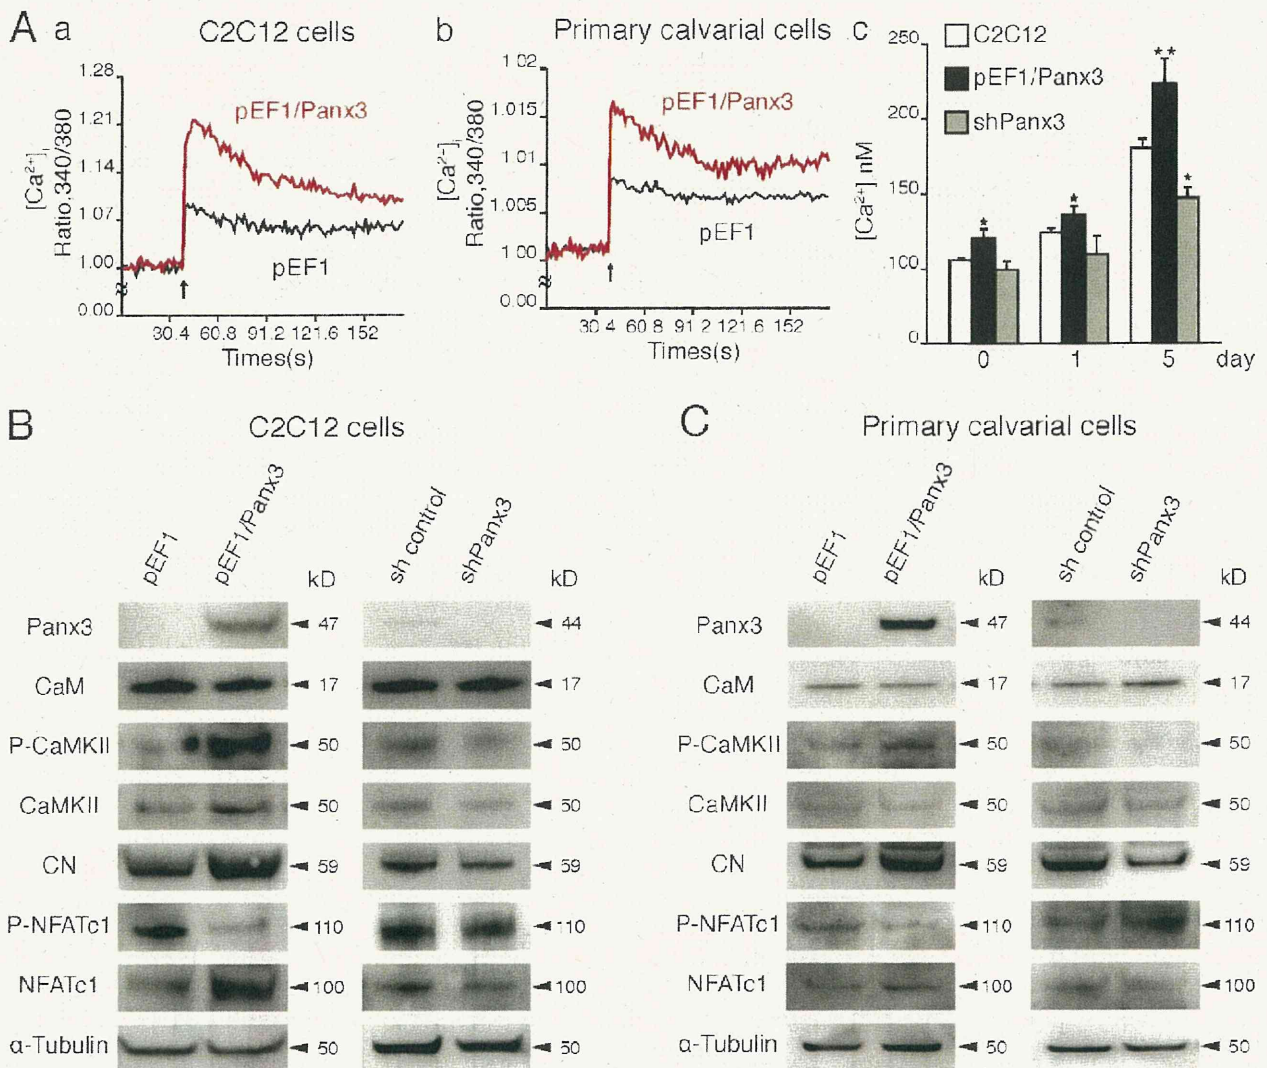 A a C2C12 cells
[Ca²⁺]i
Ratio,340/380
1.28
1.21
1.14
1.07
1.00
0.00
pEF1/Panx3
pEF1
30.4 60.8 91.2 121.6 152
Times(s)
b Primary calvarial cells
[Ca²⁺]i
Ratio,340/380
1.02
1.015
1.01
1.005
1.00
0.00
pEF1/Panx3
pEF1
30.4 60.8 91.2 121.6 152
Times(s)
c
[Ca²⁺] nM
250
200
150
100
0
C2C12
pEF1/Panx3
shPanx3
* * ** *
0 1 5 day
B C2C12 cells
pEF1 pEF1/Panx3 kD sh control shPanx3 kD
Panx3 47 44
CaM 17 17
P-CaMKII 50 50
CaMKII 50 50
CN 59 59
P-NFATc1 110 110
NFATc1 100 100
α-Tubulin 50 50
C Primary calvarial cells
pEF1 pEF1/Panx3 kD sh control shPanx3 kD
Panx3 47 44
CaM 17 17
P-CaMKII 50 50
CaMKII 50 50
CN 59 59
P-NFATc1 110 110
NFATc1 100 100
α-Tubulin 50 50